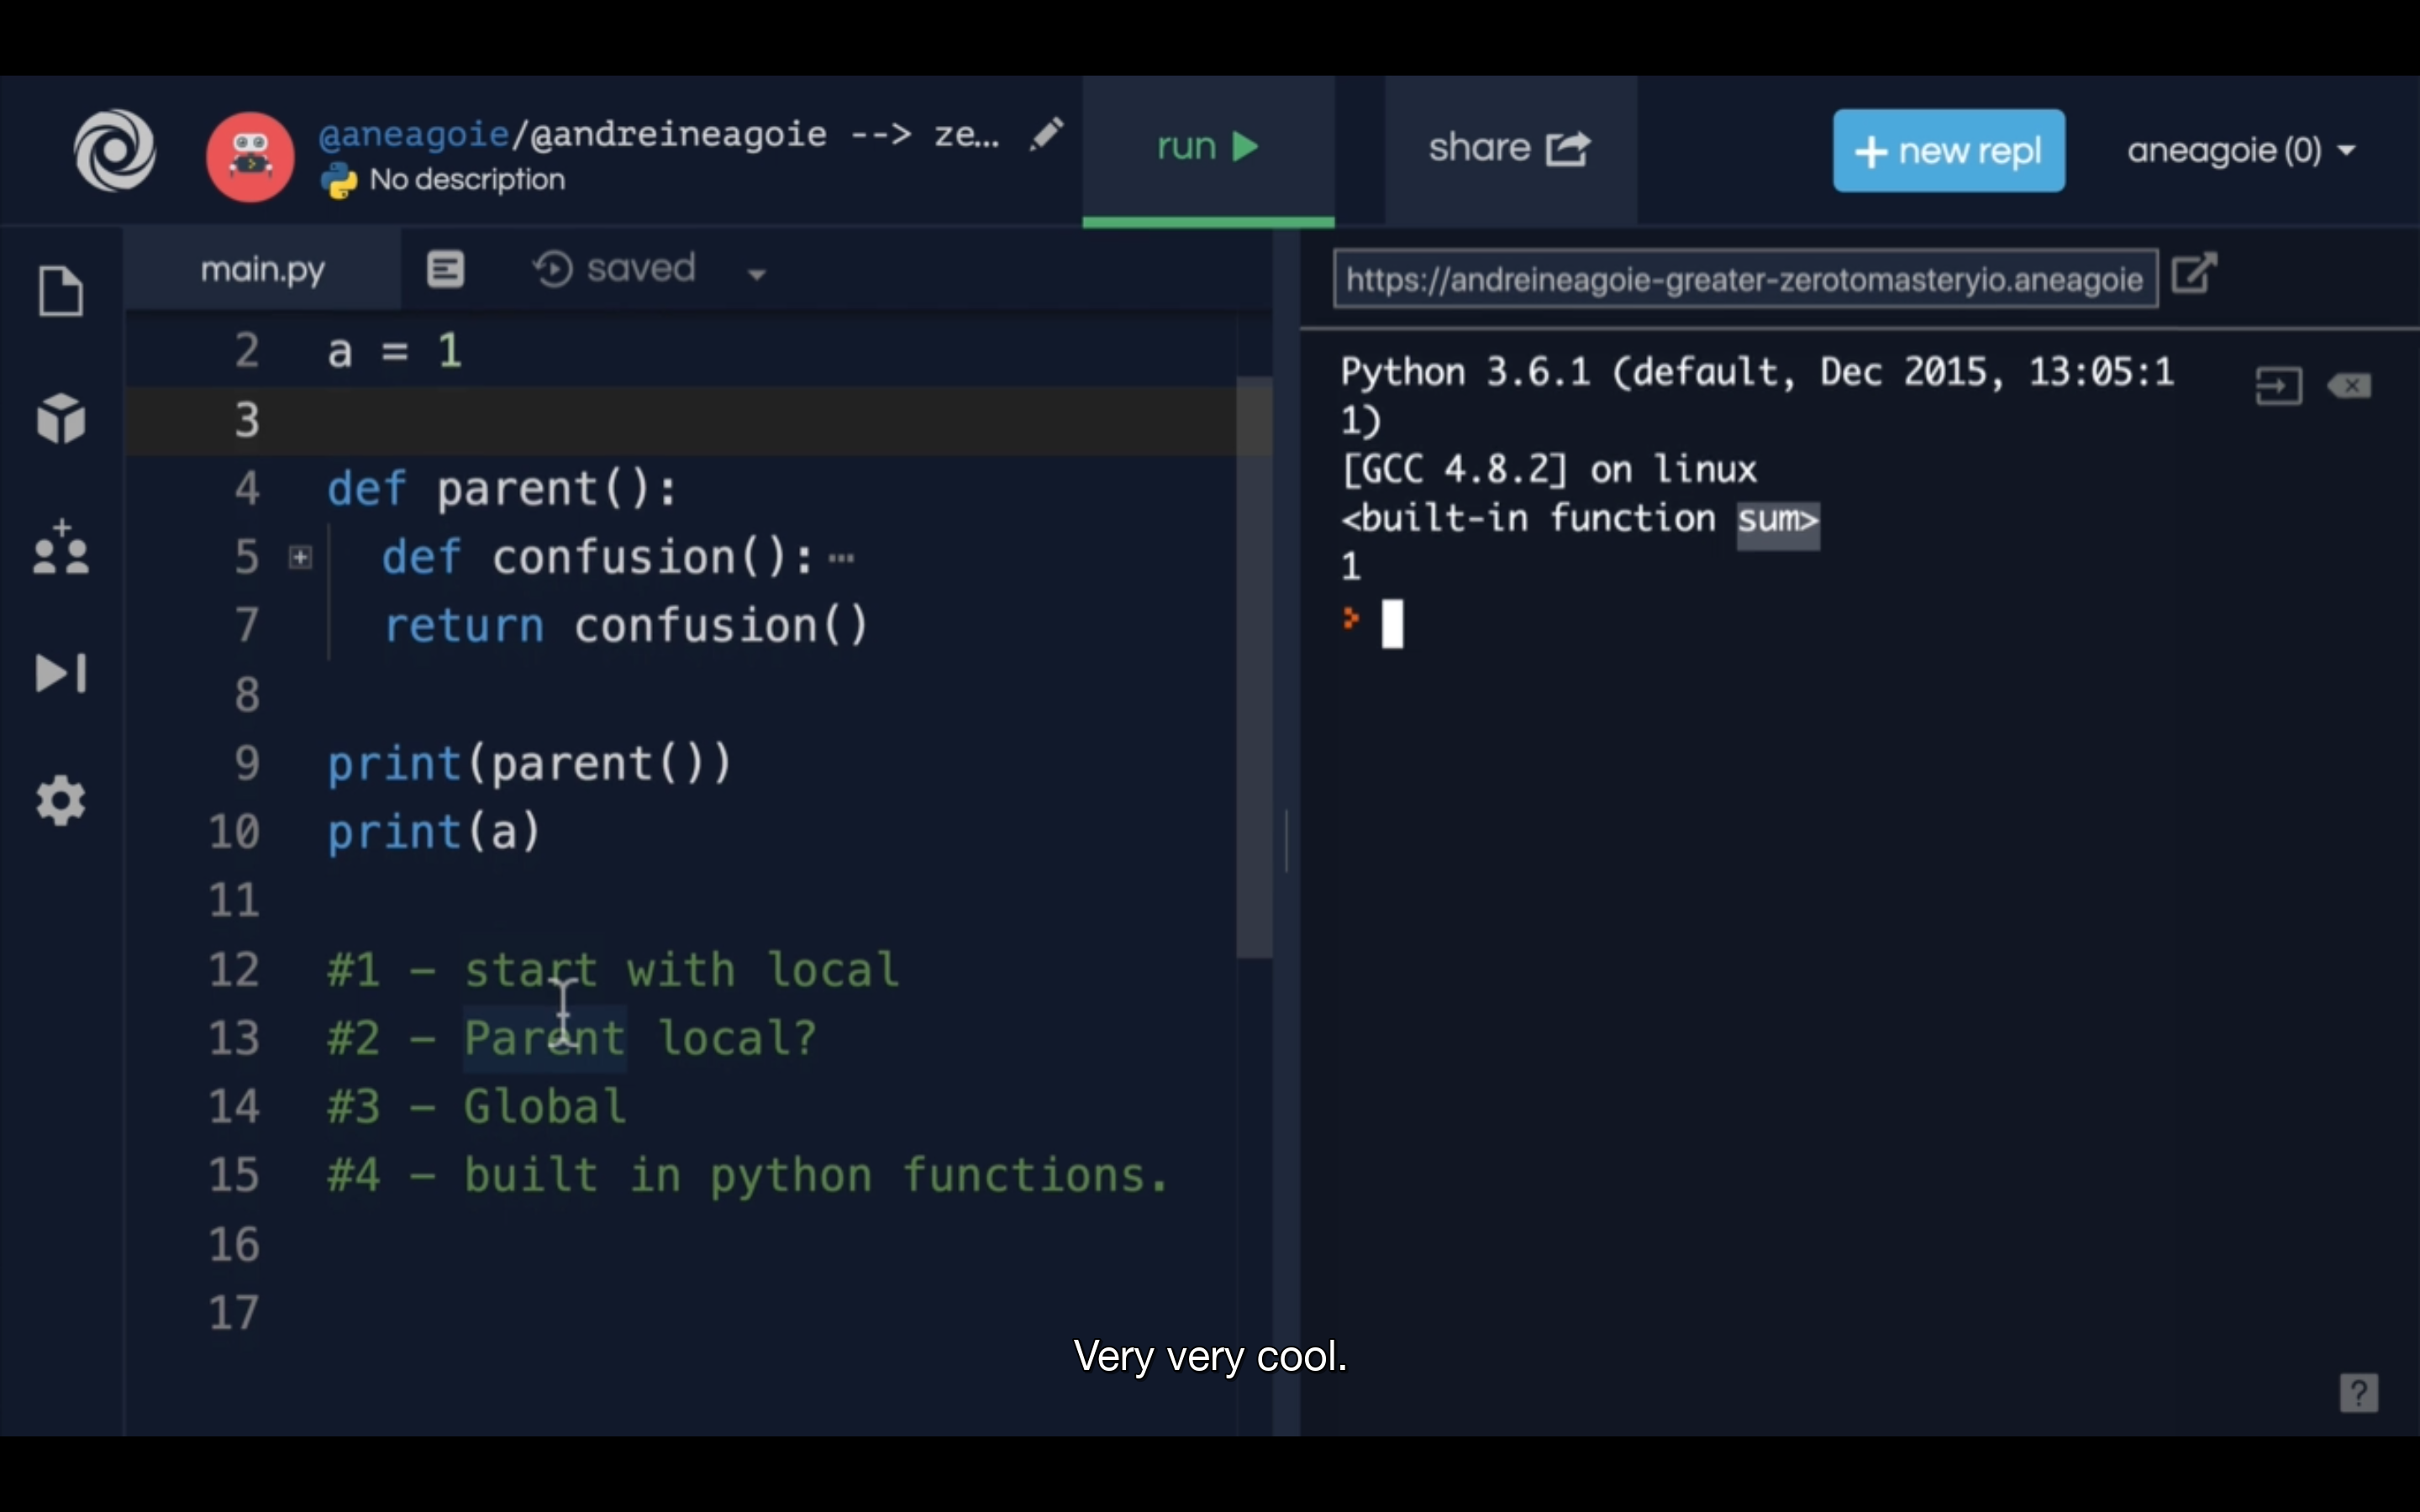 @aneagoie/@andreineagoie --> ze...
No description
run
share
+ new repl
aneagoie (0)
main.py
saved
https://andreineagoie-greater-zerotomasteryio.aneagoie
2 a = 1
3
4 def parent():
5 def confusion():⋯
7 return confusion()
8
9 print(parent())
10 print(a)
11
12 #1 - start with local
13 #2 - Parent local?
14 #3 - Global
15 #4 - built in python functions.
16
17
Python 3.6.1 (default, Dec 2015, 13:05:1
1)
[GCC 4.8.2] on linux
<built-in function sum>
1
Very very cool.
?